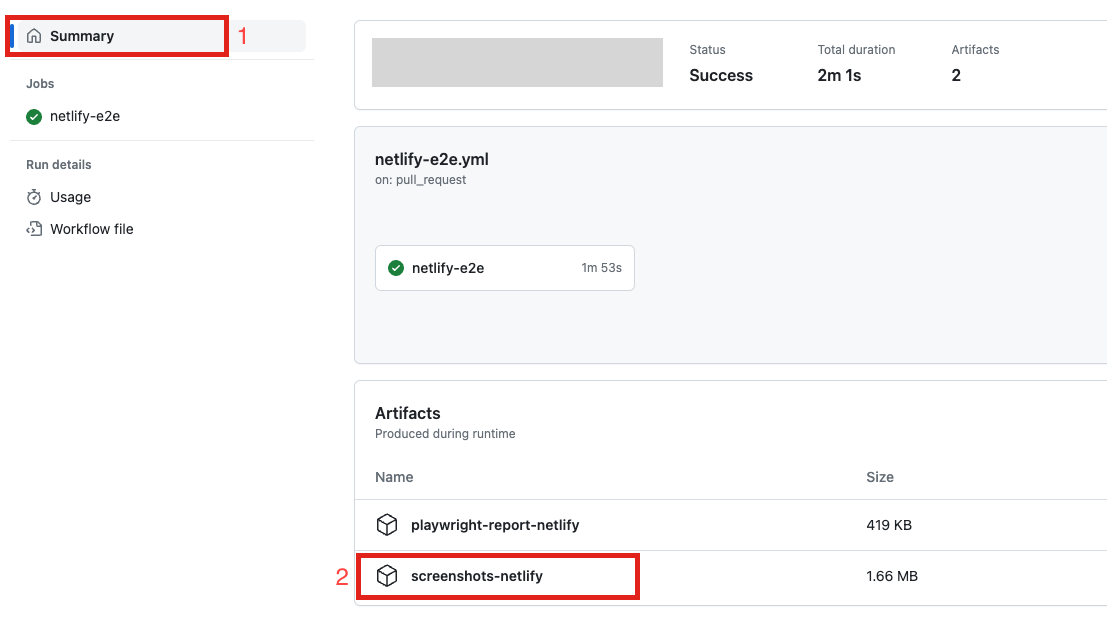 Summary
1
Jobs
netlify-e2e
Run details
Usage
Workflow file
Status
Total duration
Artifacts
Success
2m 1s
2
netlify-e2e.yml
on: pull_request
netlify-e2e
1m 53s
Artifacts
Produced during runtime
Name
Size
playwright-report-netlify
419 KB
2
screenshots-netlify
1.66 MB